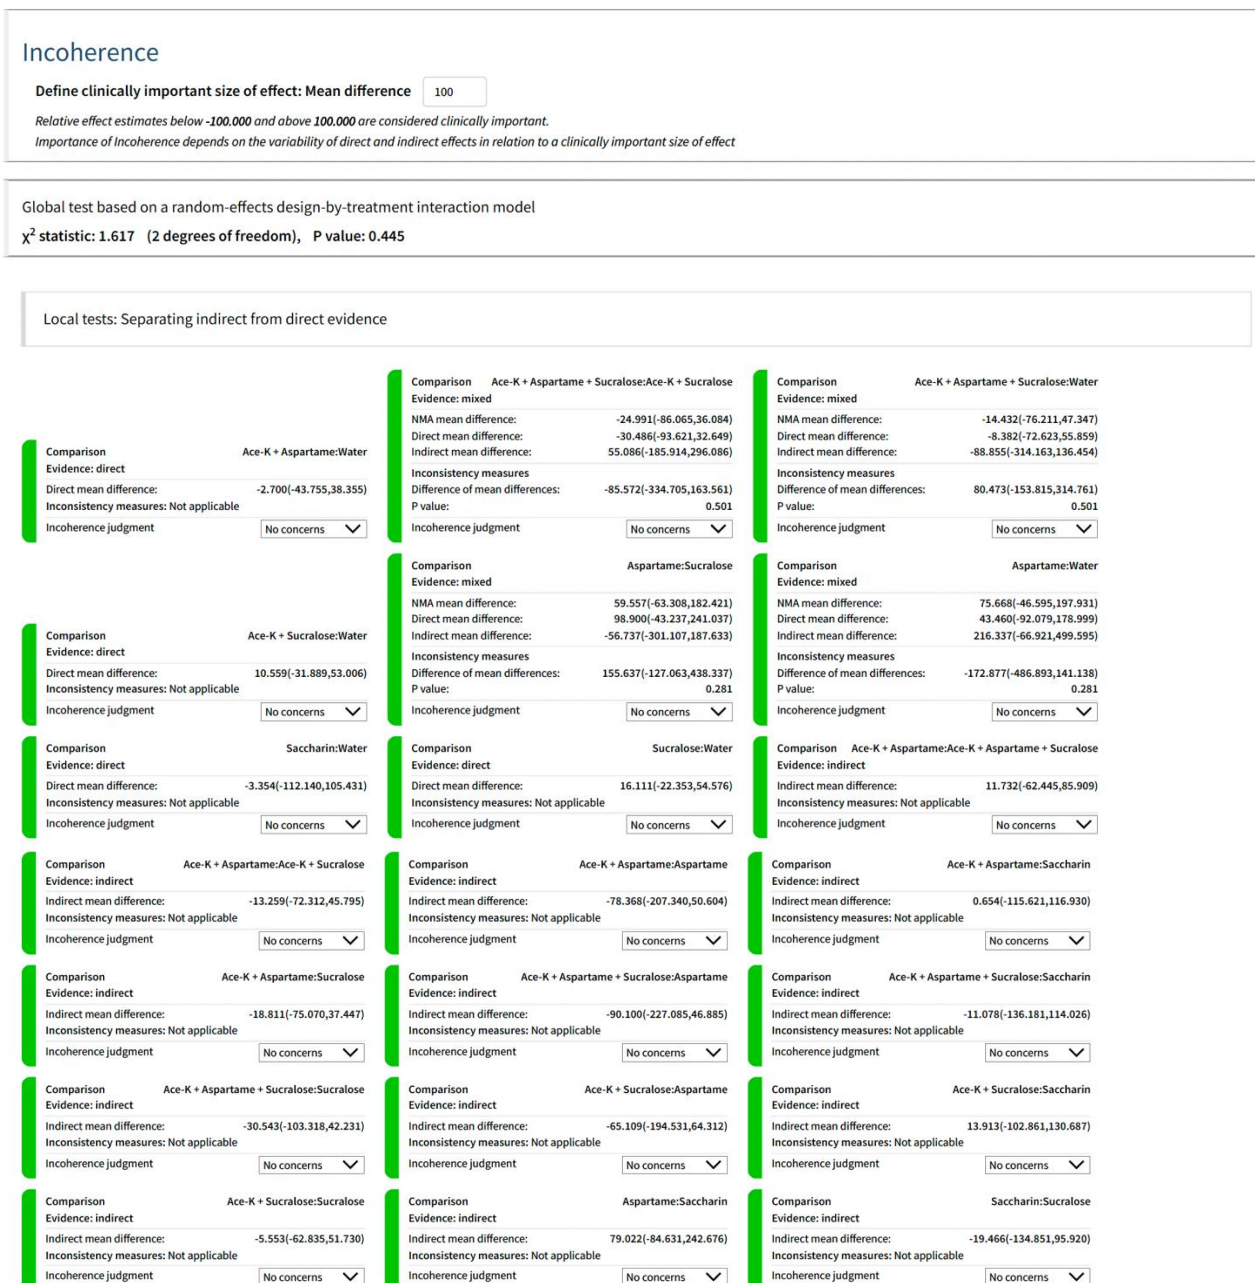 Incoherence
Define clinically important size of effect: Mean difference 100
Relative effect estimates below -100.000 and above 100.000 are considered clinically important.
Importance of Incoherence depends on the variability of direct and indirect effects in relation to a clinically important size of effect
Global test based on a random-effects design-by-treatment interaction model
χ² statistic: 1.617 (2 degrees of freedom), P value: 0.445
Local tests: Separating indirect from direct evidence
Comparison Ace-K + Aspartame:Water
Evidence: direct
Direct mean difference: -2.700(-43.755,38.355)
Inconsistency measures: Not applicable
Incoherence judgment No concerns
Comparison Ace-K + Aspartame + Sucralose:Ace-K + Sucralose
Evidence: mixed
NMA mean difference: -24.991(-86.065,36.084)
Direct mean difference: -30.486(-93.621,32.649)
Indirect mean difference: 55.086(-185.914,296.086)
Inconsistency measures
Difference of mean differences: -85.572(-334.705,163.561)
P value: 0.501
Incoherence judgment No concerns
Comparison Ace-K + Aspartame + Sucralose:Water
Evidence: mixed
NMA mean difference: -14.432(-76.211,47.347)
Direct mean difference: -8.382(-72.623,55.859)
Indirect mean difference: -88.855(-314.163,136.454)
Inconsistency measures
Difference of mean differences: 80.473(-153.815,314.761)
P value: 0.501
Incoherence judgment No concerns
Comparison Ace-K + Sucralose:Water
Evidence: direct
Direct mean difference: 10.559(-31.889,53.006)
Inconsistency measures: Not applicable
Incoherence judgment No concerns
Comparison Aspartame:Sucralose
Evidence: mixed
NMA mean difference: 59.557(-63.308,182.421)
Direct mean difference: 98.900(-43.237,241.037)
Indirect mean difference: -56.737(-301.107,187.633)
Inconsistency measures
Difference of mean differences: 155.637(-127.063,438.337)
P value: 0.281
Incoherence judgment No concerns
Comparison Aspartame:Water
Evidence: mixed
NMA mean difference: 75.668(-46.595,197.931)
Direct mean difference: 43.460(-92.079,178.999)
Indirect mean difference: 216.337(-66.921,499.595)
Inconsistency measures
Difference of mean differences: -172.877(-486.893,141.138)
P value: 0.281
Incoherence judgment No concerns
Comparison Saccharin:Water
Evidence: direct
Direct mean difference: -3.354(-112.140,105.431)
Inconsistency measures: Not applicable
Incoherence judgment No concerns
Comparison Sucralose:Water
Evidence: direct
Direct mean difference: 16.111(-22.353,54.576)
Inconsistency measures: Not applicable
Incoherence judgment No concerns
Comparison Ace-K + Aspartame:Ace-K + Aspartame + Sucralose
Evidence: indirect
Indirect mean difference: 11.732(-62.445,85.909)
Inconsistency measures: Not applicable
Incoherence judgment No concerns
Comparison Ace-K + Aspartame:Ace-K + Sucralose
Evidence: indirect
Indirect mean difference: -13.259(-72.312,45.795)
Inconsistency measures: Not applicable
Incoherence judgment No concerns
Comparison Ace-K + Aspartame:Aspartame
Evidence: indirect
Indirect mean difference: -78.368(-207.340,50.604)
Inconsistency measures: Not applicable
Incoherence judgment No concerns
Comparison Ace-K + Aspartame:Saccharin
Evidence: indirect
Indirect mean difference: 0.654(-115.621,116.930)
Inconsistency measures: Not applicable
Incoherence judgment No concerns
Comparison Ace-K + Aspartame:Sucralose
Evidence: indirect
Indirect mean difference: -18.811(-75.070,37.447)
Inconsistency measures: Not applicable
Incoherence judgment No concerns
Comparison Ace-K + Aspartame + Sucralose:Aspartame
Evidence: indirect
Indirect mean difference: -90.100(-227.085,46.885)
Inconsistency measures: Not applicable
Incoherence judgment No concerns
Comparison Ace-K + Aspartame + Sucralose:Saccharin
Evidence: indirect
Indirect mean difference: -11.078(-136.181,114.026)
Inconsistency measures: Not applicable
Incoherence judgment No concerns
Comparison Ace-K + Aspartame + Sucralose:Sucralose
Evidence: indirect
Indirect mean difference: -30.543(-103.318,42.231)
Inconsistency measures: Not applicable
Incoherence judgment No concerns
Comparison Ace-K + Sucralose:Aspartame
Evidence: indirect
Indirect mean difference: -65.109(-194.531,64.312)
Inconsistency measures: Not applicable
Incoherence judgment No concerns
Comparison Ace-K + Sucralose:Saccharin
Evidence: indirect
Indirect mean difference: 13.913(-102.861,130.687)
Inconsistency measures: Not applicable
Incoherence judgment No concerns
Comparison Ace-K + Sucralose:Sucralose
Evidence: indirect
Indirect mean difference: -5.553(-62.835,51.730)
Inconsistency measures: Not applicable
Incoherence judgment No concerns
Comparison Aspartame:Saccharin
Evidence: indirect
Indirect mean difference: 79.022(-84.631,242.676)
Inconsistency measures: Not applicable
Incoherence judgment No concerns
Comparison Saccharin:Sucralose
Evidence: indirect
Indirect mean difference: -19.466(-134.851,95.920)
Inconsistency measures: Not applicable
Incoherence judgment No concerns